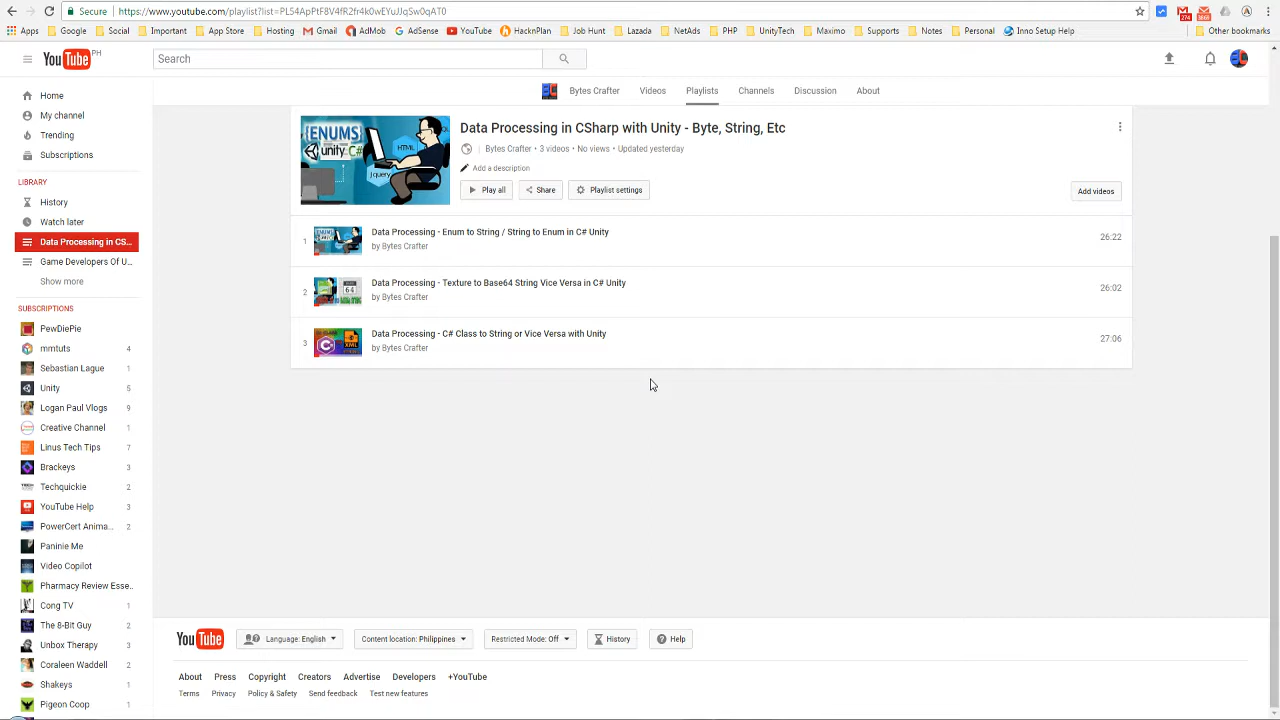 Secure https://www.youtube.com/playlist?list=PL54ApPtF8V4fR2fr4k0wEYuJJqSw0qAT0
Apps Google Social Important App Store Hosting Gmail AdMob AdSense YouTube HacknPlan Job Hunt Lazada NetAds PHP UnityTech Maximo Supports Notes Personal Inno Setup Help Other bookmarks
YouTube PH
Search
Bytes Crafter Videos Playlists Channels Discussion About
Home
My channel
Trending
Subscriptions
LIBRARY
History
Watch later
Data Processing in CS...
Game Developers Of U...
Show more
SUBSCRIPTIONS
PewDiePie
mmtuts 4
Sebastian Lague 1
Unity 5
Logan Paul Vlogs 9
Creative Channel 1
Linus Tech Tips 7
Brackeys 3
Techquickie 2
YouTube Help 3
PowerCert Anima... 2
Paninie Me
Video Copilot
Pharmacy Review Esse...
Cong TV 1
The 8-Bit Guy 2
Unbox Therapy 3
Coraleen Waddell 2
Shakeys 1
Pigeon Coop 1
{ENUMS
unity C#
HTML
jquery
Data Processing in CSharp with Unity - Byte, String, Etc
Bytes Crafter • 3 videos • No views • Updated yesterday
Add a description
Play all Share Playlist settings
Add videos
1 Data Processing - Enum to String / String to Enum in C# Unity 26:22
by Bytes Crafter
2 Data Processing - Texture to Base64 String Vice Versa in C# Unity 26:02
by Bytes Crafter
3 Data Processing - C# Class to String or Vice Versa with Unity 27:06
by Bytes Crafter
YouTube Language: English Content location: Philippines Restricted Mode: Off History Help
About Press Copyright Creators Advertise Developers +YouTube
Terms Privacy Policy & Safety Send feedback Test new features